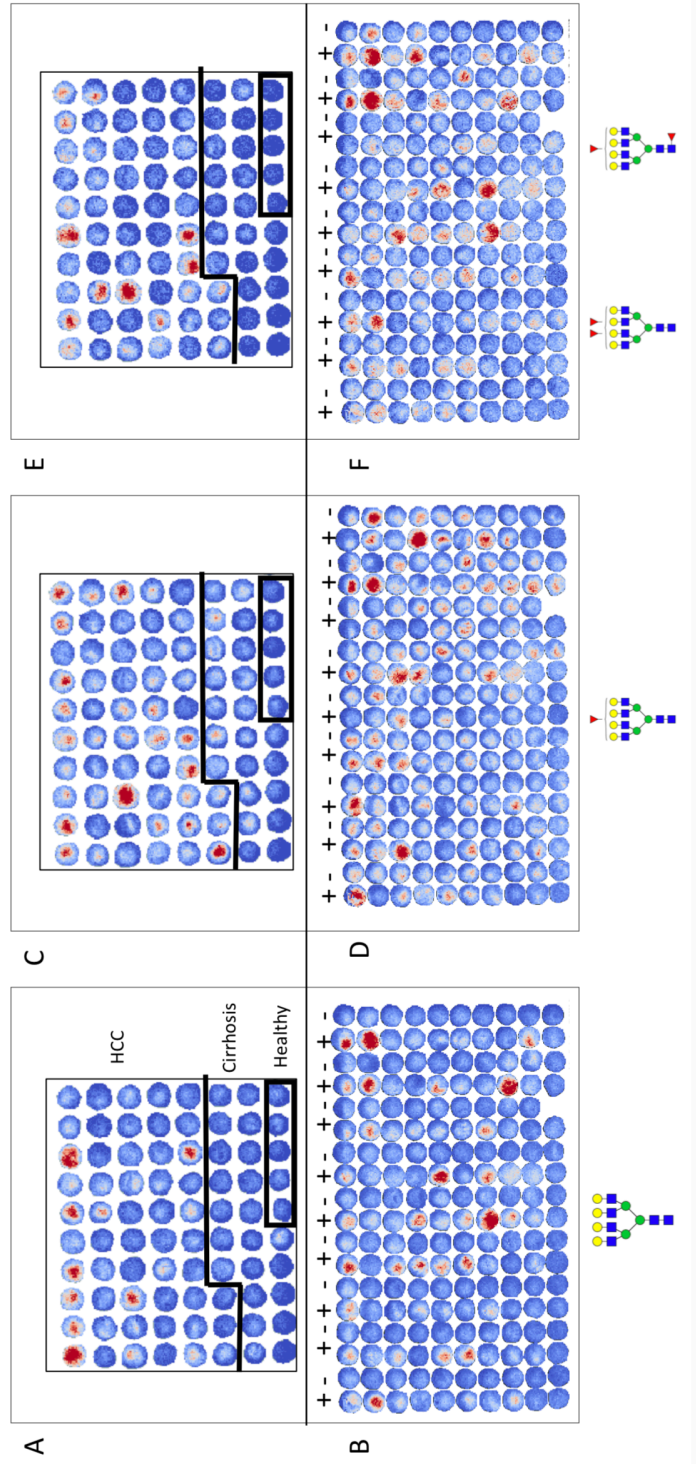 A
C
E
HCC
Cirrhosis
Healthy
B
+ - + - + - + - + - + - + - + - + -
D
+ - + - + - + - + - + - + - + - + -
F
+ - + - + - + - + - + - + - + - + -